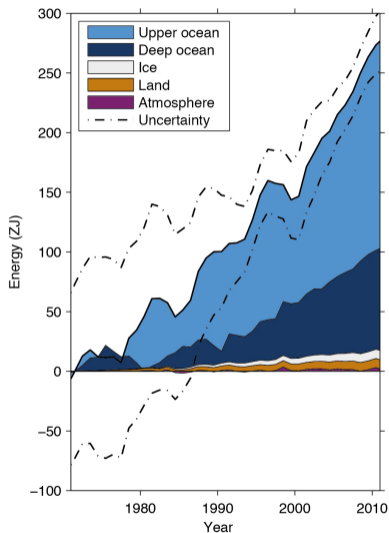 300
250
200
150
100
50
0
−50
−100
Energy (ZJ)
Upper ocean
Deep ocean
Ice
Land
Atmosphere
Uncertainty
1980 1990 2000 2010
Year